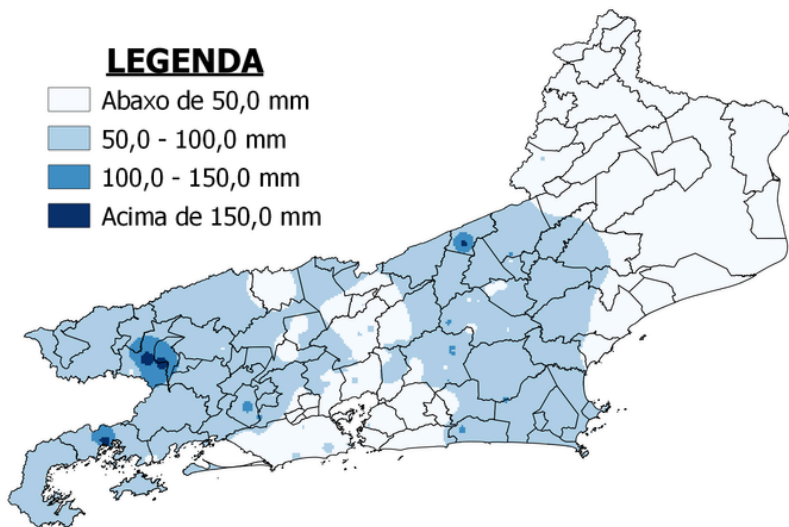 LEGENDA
Abaxo de 50,0 mm
50,0 - 100,0 mm
100,0 - 150,0 mm
Acima de 150,0 mm